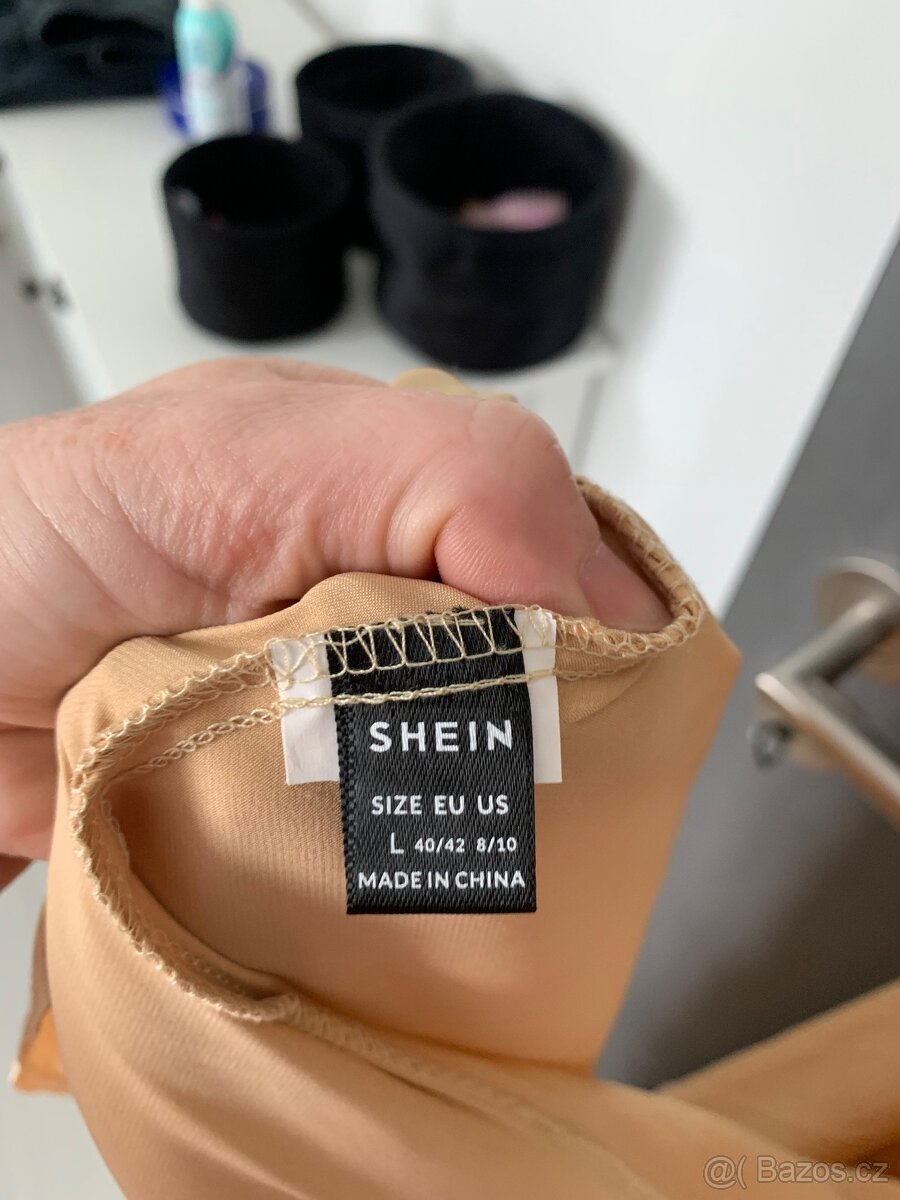 SHEIN
SIZE EU US
L 40/42 8/10
MADE IN CHINA
@( Bazos.cz